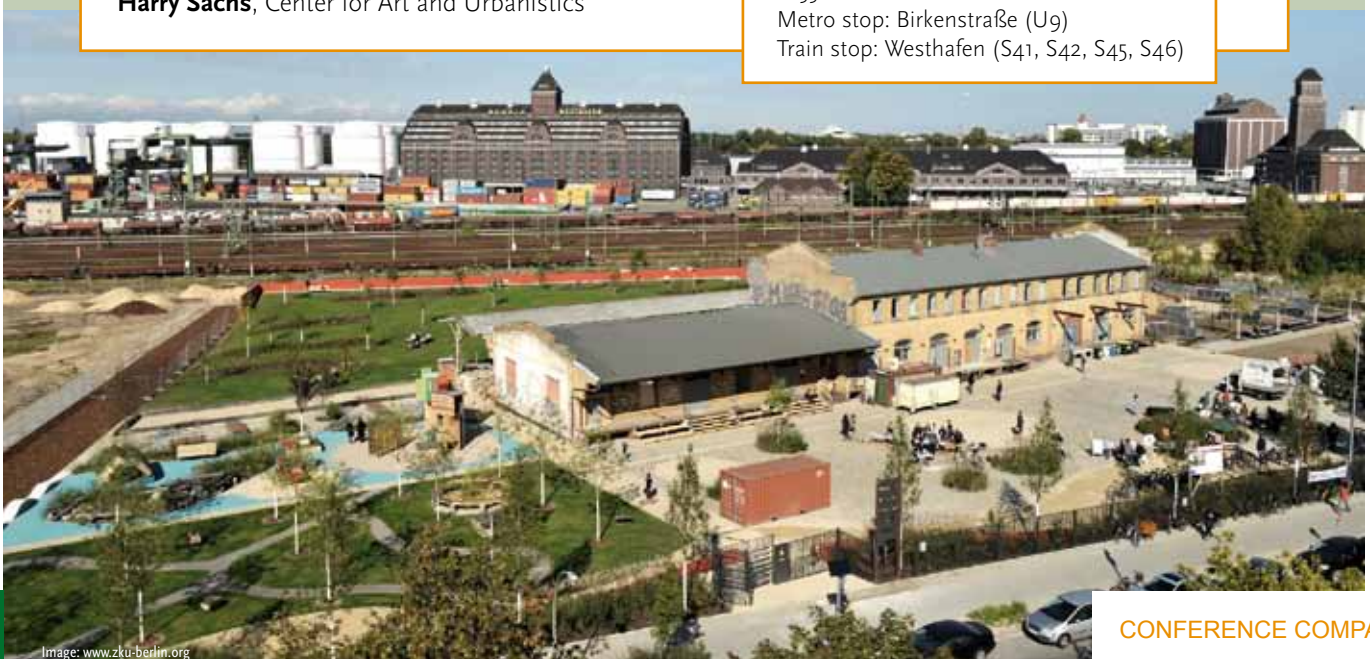 Harry Sachs, Center for Art and Urbanistics
Metro stop: Birkenstraße (U9)
Train stop: Westhafen (S41, S42, S45, S46)
Image: www.zku-berlin.org
CONFERENCE COMPA